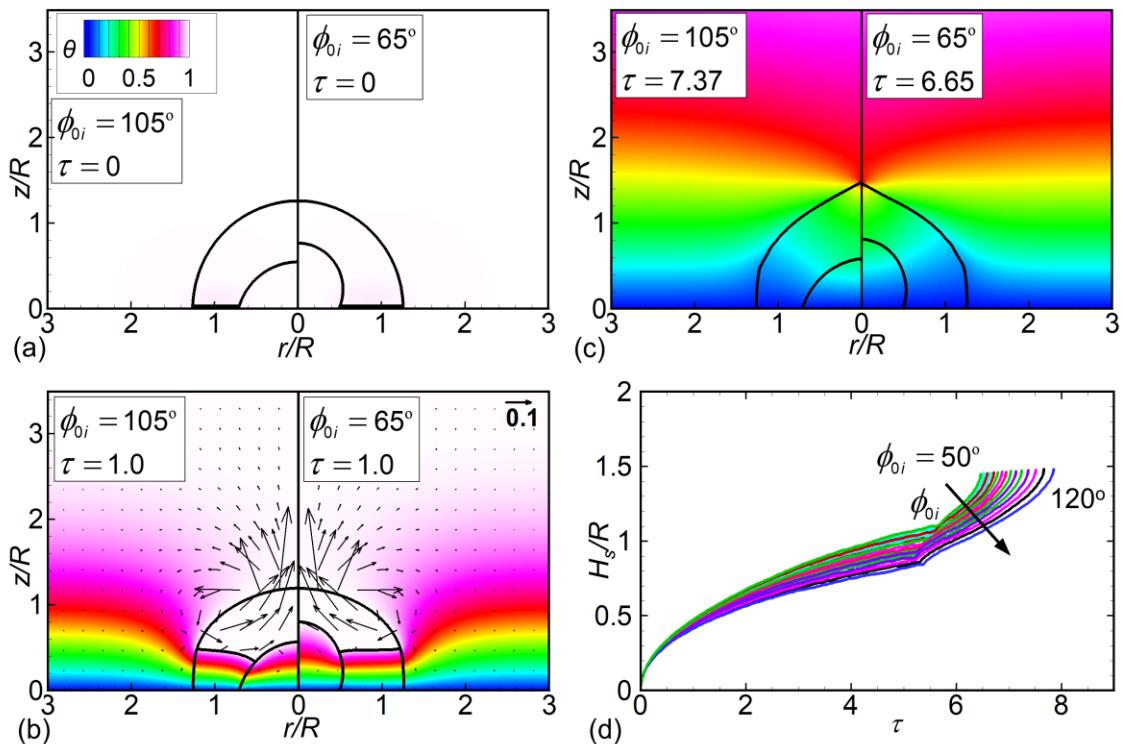 θ
0 0.5 1
ϕ0i = 105°
τ = 0
ϕ0i = 65°
τ = 0
z/R
3
2
1
0
3 2 1 0 1 2 3
r/R
(a)
ϕ0i = 105°
τ = 7.37
ϕ0i = 65°
τ = 6.65
z/R
3
2
1
0
3 2 1 0 1 2 3
r/R
(c)
ϕ0i = 105°
τ = 1.0
ϕ0i = 65°
τ = 1.0
0.1
z/R
3
2
1
0
3 2 1 0 1 2 3
r/R
(b)
ϕ0i = 50°
ϕ0i
120°
Hs/R
2
1.5
1
0.5
0
0 2 4 6 8
τ
(d)